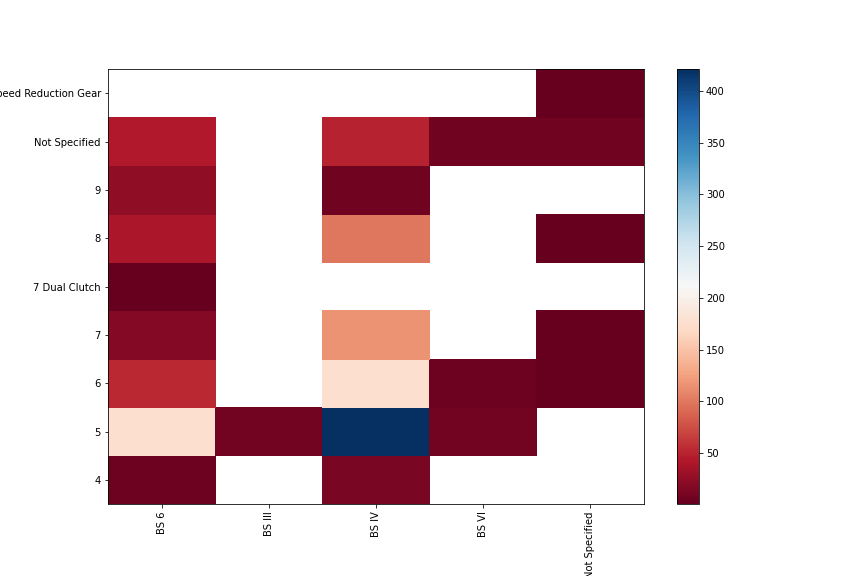 Reduction Gear
Not Specified
9
8
7 Dual Clutch
7
6
5
4
BS 6
BS III
BS IV
BS VI
Not Specified
400
350
300
250
200
150
100
50